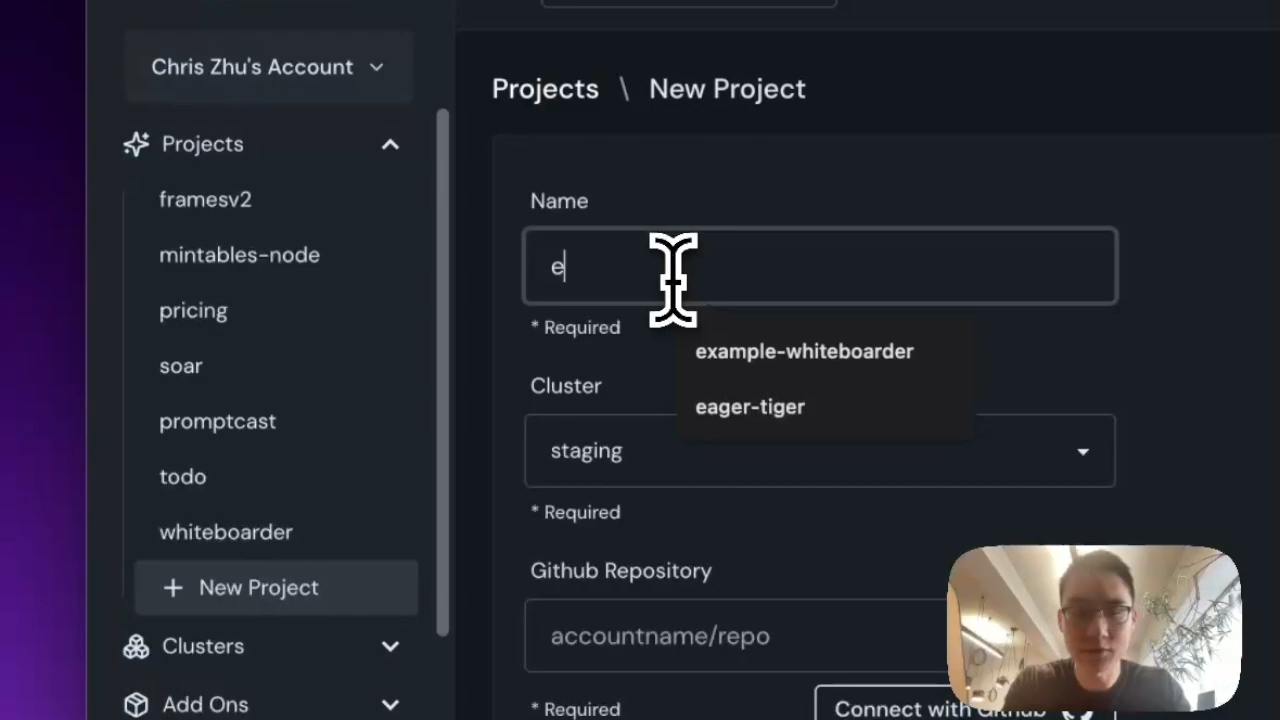 Chris Zhu's Account
Projects
framesv2
mintables-node
pricing
soar
promptcast
todo
whiteboarder
+ New Project
Clusters
Add Ons
Projects \ New Project
Name
e
* Required
example-whiteboarder
eager-tiger
Cluster
staging
* Required
Github Repository
accountname/repo
* Required
Connect with Github